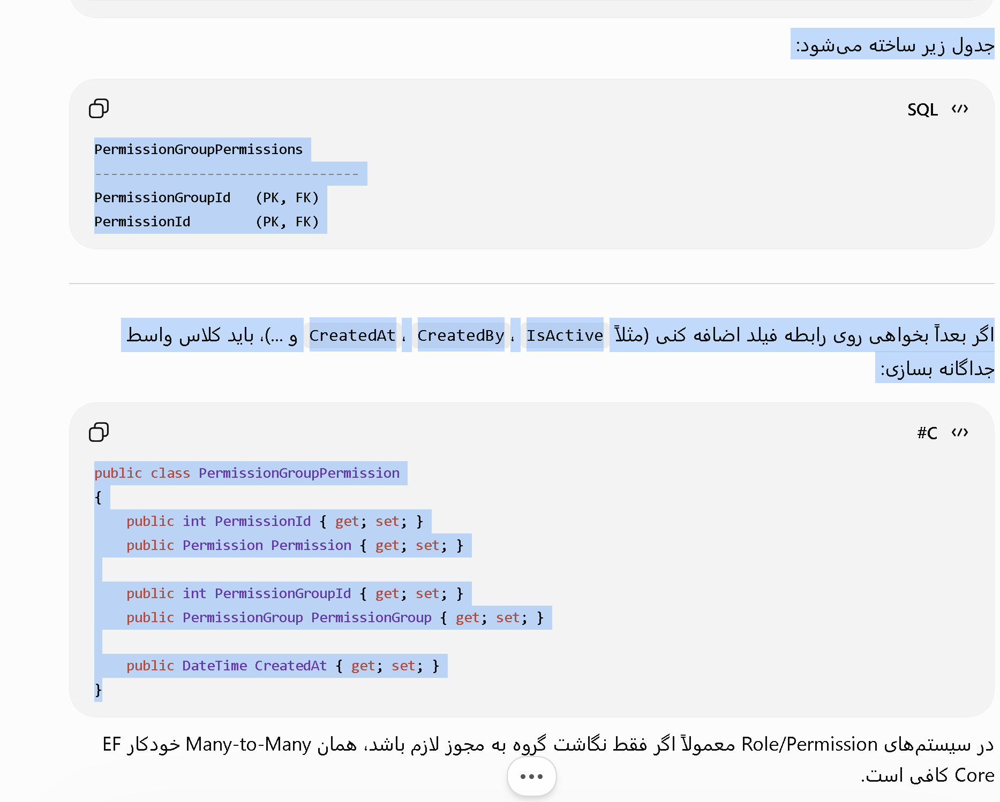 جدول زیر ساخته می‌شود:
SQL
PermissionGroupPermissions
---------------------------------
PermissionGroupId   (PK, FK)
PermissionId        (PK, FK)
اگر بعداً بخواهی روی رابطه فیلد اضافه کنی (مثلاً IsActive، CreatedBy، CreatedAt و ...)، باید کلاس واسط
جداگانه بسازی:
C#
public class PermissionGroupPermission
{
    public int PermissionId { get; set; }
    public Permission Permission { get; set; }
    public int PermissionGroupId { get; set; }
    public PermissionGroup PermissionGroup { get; set; }
    public DateTime CreatedAt { get; set; }
}
در سیستم‌های Role/Permission معمولاً اگر فقط نگاشت گروه به مجوز لازم باشد، همان Many-to-Many خودکار EF
Core کافی است.